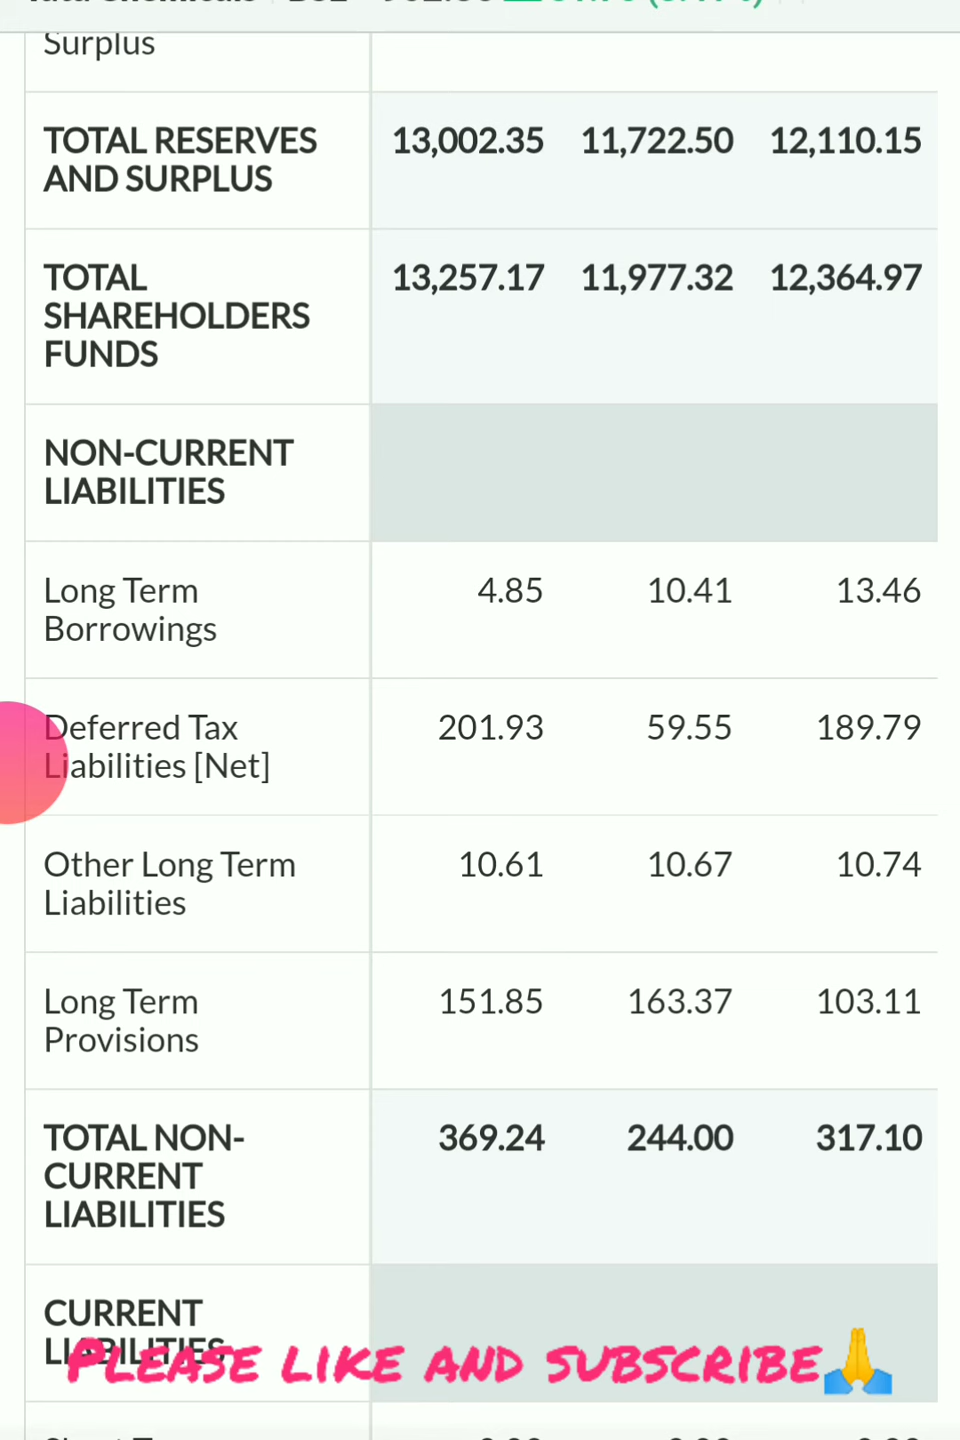 Surplus
TOTAL RESERVES 13,002.35 11,722.50 12,110.15
AND SURPLUS
TOTAL 13,257.17 11,977.32 12,364.97
SHAREHOLDERS
FUNDS
NON-CURRENT
LIABILITIES
Long Term 4.85 10.41 13.46
Borrowings
Deferred Tax 201.93 59.55 189.79
Liabilities [Net]
Other Long Term 10.61 10.67 10.74
Liabilities
Long Term 151.85 163.37 103.11
Provisions
TOTAL NON- 369.24 244.00 317.10
CURRENT
LIABILITIES
CURRENT
LIABILITIES
Please like and subscribe🙏